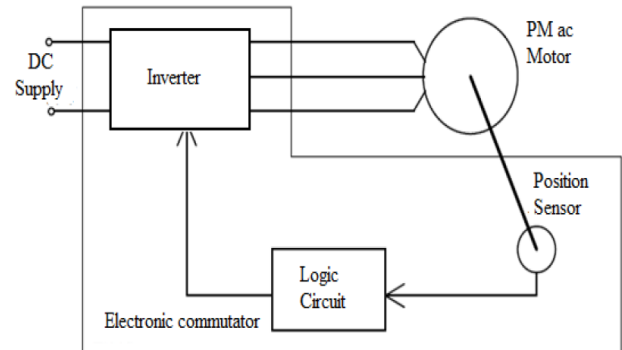 DC
Supply
Inverter
PM ac
Motor
Position
Sensor
Logic
Circuit
Electronic commutator